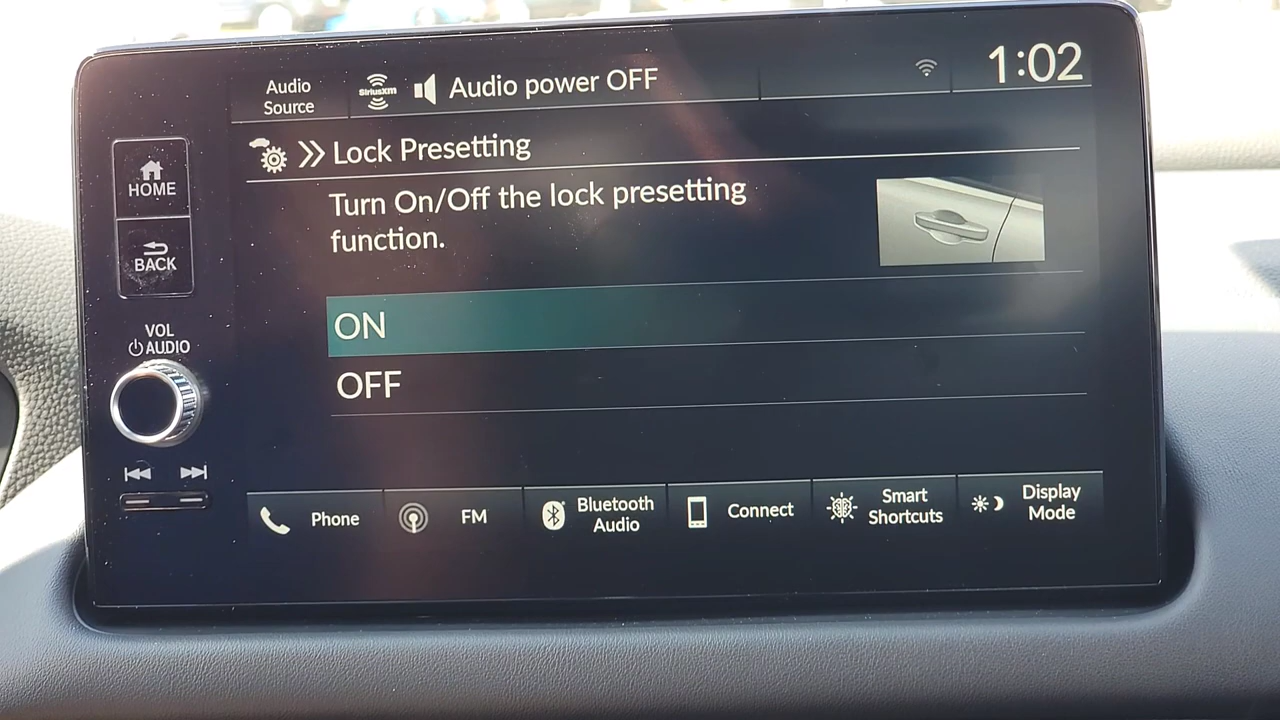 Audio
Source
SiriusXM
Audio power OFF
1:02
HOME
BACK
VOL
AUDIO
Lock Presetting
Turn On/Off the lock presetting
function.
ON
OFF
Phone
FM
Bluetooth
Audio
Connect
Smart
Shortcuts
Display
Mode